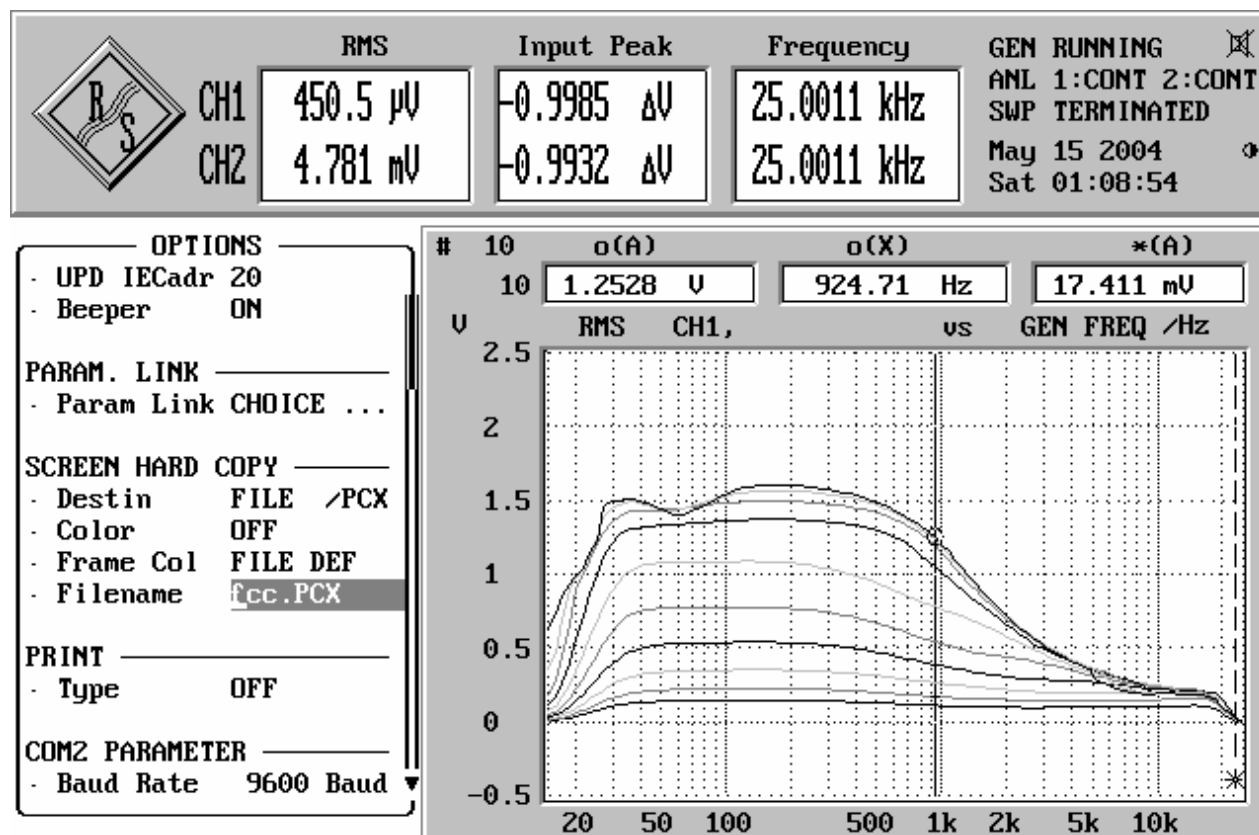 RMS Input Peak Frequency
GEN RUNNING
ANL 1:CONT 2:CONT
SWP TERMINATED
May 15 2004
Sat 01:08:54
R S
CH1 450.5 µV -0.9985 ΔV 25.0011 kHz
CH2 4.781 mV -0.9932 ΔV 25.0011 kHz
OPTIONS
- UPD IECadr 20
- Beeper ON
PARAM. LINK
- Param Link CHOICE ...
SCREEN HARD COPY
- Destin FILE /PCX
- Color OFF
- Frame Col FILE DEF
- Filename fcc.PCX
PRINT
- Type OFF
COM2 PARAMETER
- Baud Rate 9600 Baud
# 10 o(A) o(X) *(A)
10 1.2528 V 924.71 Hz 17.411 mV
V RMS CH1, vs GEN FREQ /Hz
2.5
2
1.5
1
0.5
0
-0.5
20 50 100 500 1k 2k 5k 10k